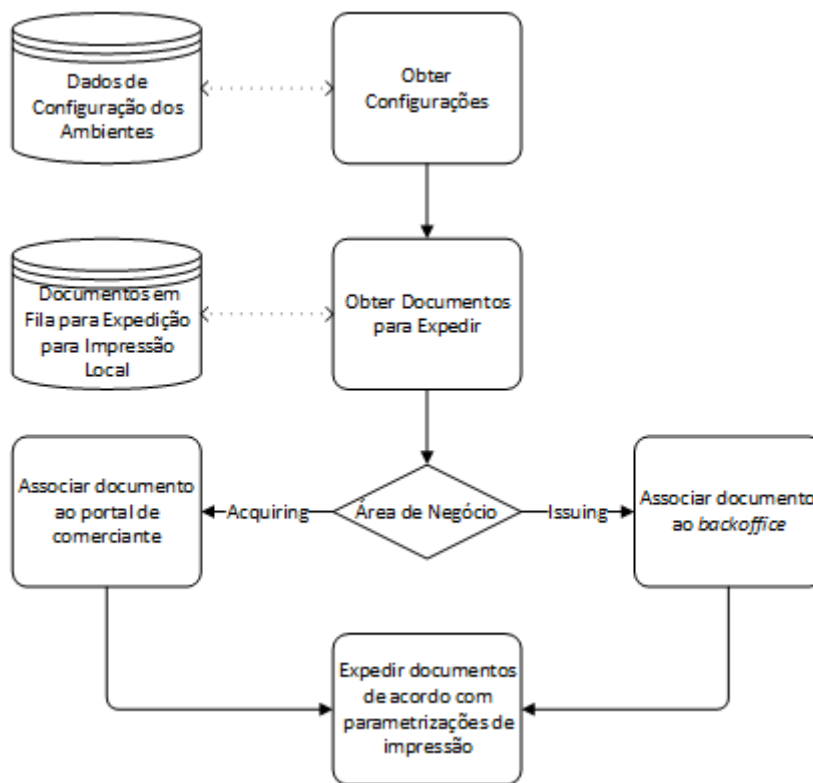 Dados de
Configuração dos
Ambientes
Obter
Configurações
Documentos em
Fila para Expedição
para Impressão
Local
Obter Documentos
para Expedir
Associar documento
ao portal de
comerciante
Acquiring
Área de Negócio
Issuing
Associar documento
ao backoffice
Expedir documentos
de acordo com
parametrizações de
impressão